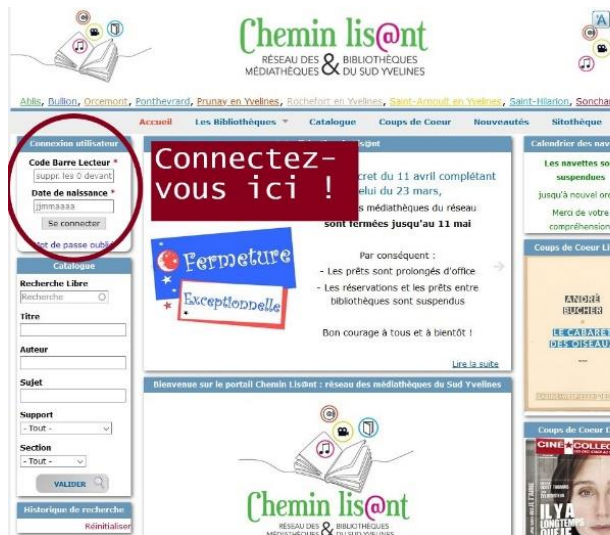 Chemin lis@nt
RÉSEAU DES & BIBLIOTHÈQUES
MÉDIATHÈQUES & DU SUD YVELINES
Ablis, Bullion, Orcemont, Ponthevrard, Prunay en Yvelines, Rochefort en Yvelines, Saint-Arnoult en Yvelines, Saint-Hilarion, Sonchan
Accueil Les Bibliothèques Catalogue Coups de Coeur Nouveautés Sitothèque
Connexion utilisateur
Code Barre Lecteur *
suppr. les 0 devant
Date de naissance *
jjmmaaaa
Se connecter
Mot de passe oublié
Catalogue
Recherche Libre
Recherche
Titre
Auteur
Sujet
Support
- Tout -
Section
- Tout -
VALIDER
Historique de recherche
Réinitialiser
Connectez-
vous ici !
cret du 11 avril complétant
elui du 23 mars,
s médiathèques du réseau
sont fermées jusqu'au 11 mai
Fermeture
Exceptionnelle
Par conséquent :
- Les prêts sont prolongés d'office
- Les réservations et les prêts entre
bibliothèques sont suspendus
Bon courage à tous et à bientôt !
Lire la suite
Bienvenue sur le portail Chemin Lis@nt : réseau des médiathèques du Sud Yvelines
Chemin lis@nt
RÉSEAU DES & BIBLIOTHÈQUES
MÉDIATHÈQUES & DU SUD YVELINES
Calendrier des nav
Les navettes so
suspendues
jusqu'à nouvel orc
Merci de votre
compréhension
Coups de Coeur Li
ANDRÉ
BUCHER
LE CABARET
DES OISEAUX
Coups de Coeur D
CINÉ COLLEC
IL Y A
LONGTEMPS
QUE JE